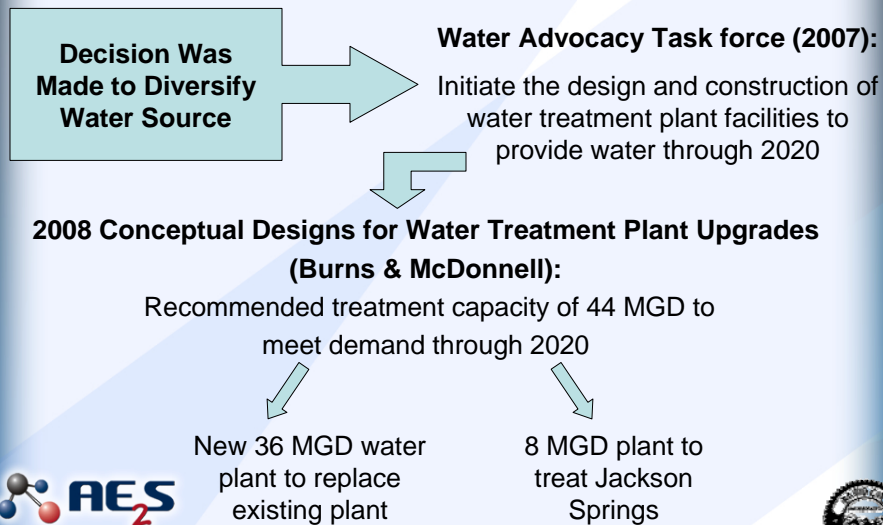 Decision Was
Made to Diversify
Water Source
Water Advocacy Task force (2007):
Initiate the design and construction of
water treatment plant facilities to
provide water through 2020
2008 Conceptual Designs for Water Treatment Plant Upgrades
(Burns & McDonnell):
Recommended treatment capacity of 44 MGD to
meet demand through 2020
New 36 MGD water
plant to replace
existing plant
8 MGD plant to
treat Jackson
Springs
AE2S